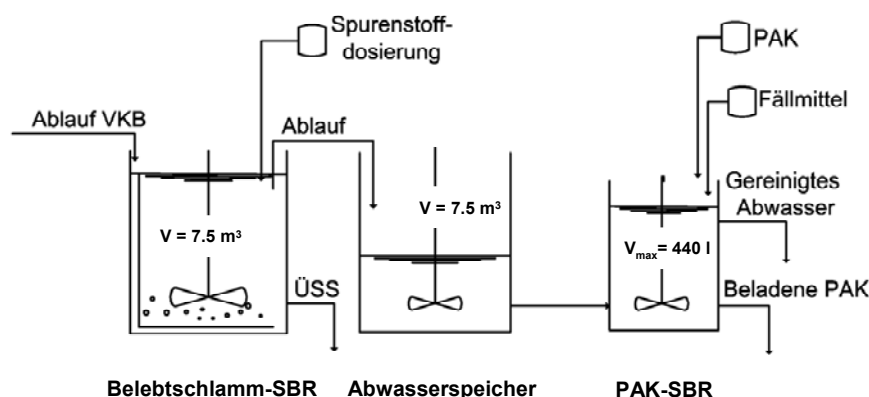 Spurenstoff-
dosierung
PAK
Fällmittel
Ablauf VKB
Ablauf
Gereinigtes
Abwasser
V = 7.5 m³
V = 7.5 m³
Vmax= 440 l
ÜSS
Beladene PAK
Belebtschlamm-SBR
Abwasserspeicher
PAK-SBR